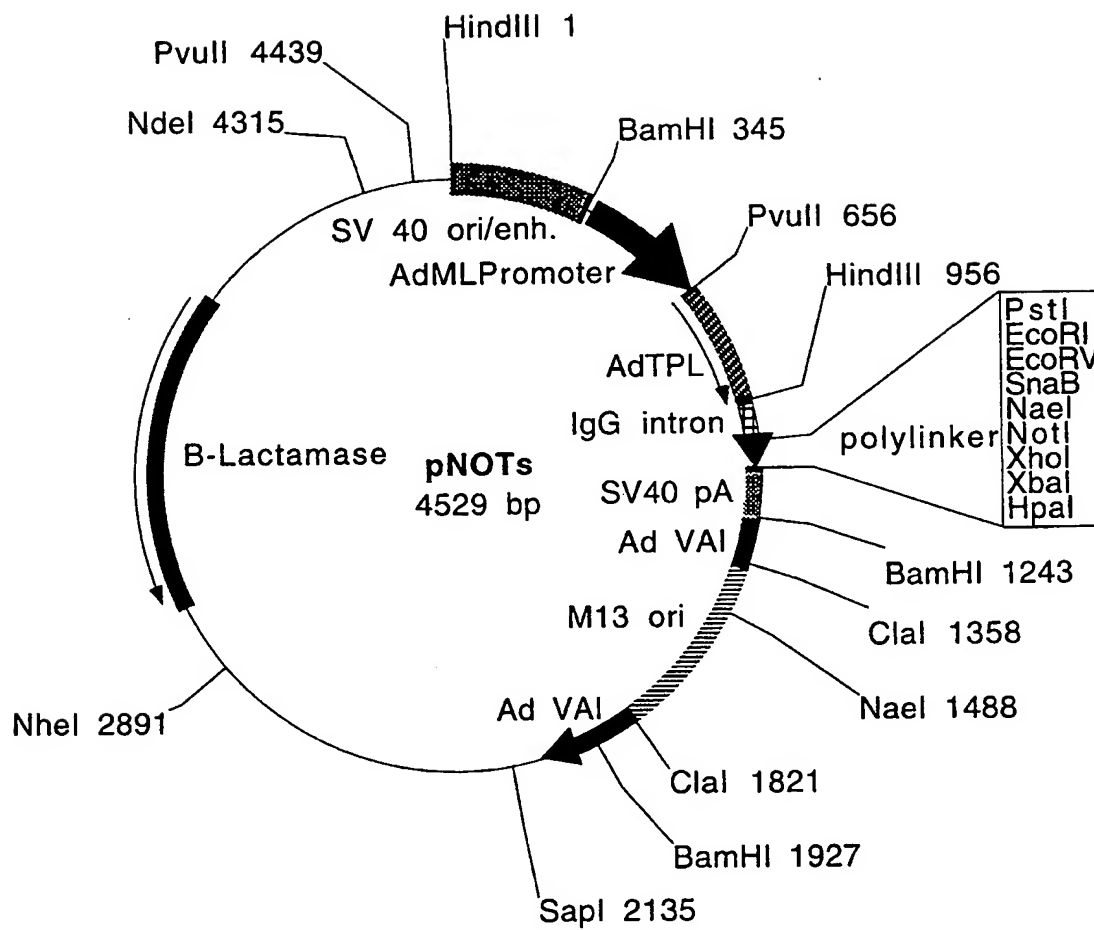 HindIII 1
PvuII 4439
NdeI 4315
BamHI 345
SV 40 ori/enh.
PvuII 656
AdMLPromoter
HindIII 956
PstI
EcoRI
EcoRV
SnaB
NaeI
NotI
XhoI
XbaI
HpaI
AdTPL
IgG intron
polylinker
B-Lactamase
pNOTs
4529 bp
SV40 pA
Ad VAI
BamHI 1243
M13 ori
ClaI 1358
NaeI 1488
NheI 2891
Ad VAI
ClaI 1821
BamHI 1927
SapI 2135